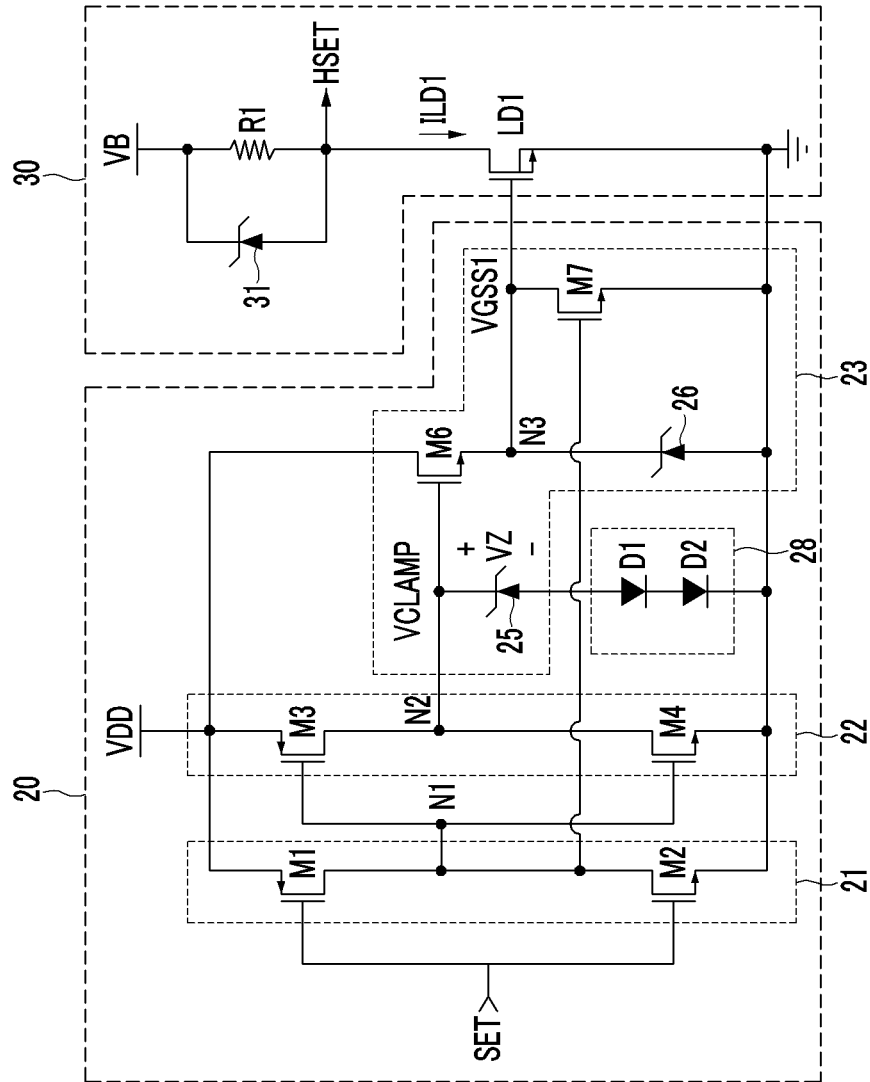 20
30
VDD
VB
R1
HSET
31
ILD1
LD1
M1
M3
M6
VGSS1
M7
SET
N1
N2
VCLAMP
+
VZ
-
25
N3
26
23
28
D1
D2
M2
M4
21
22